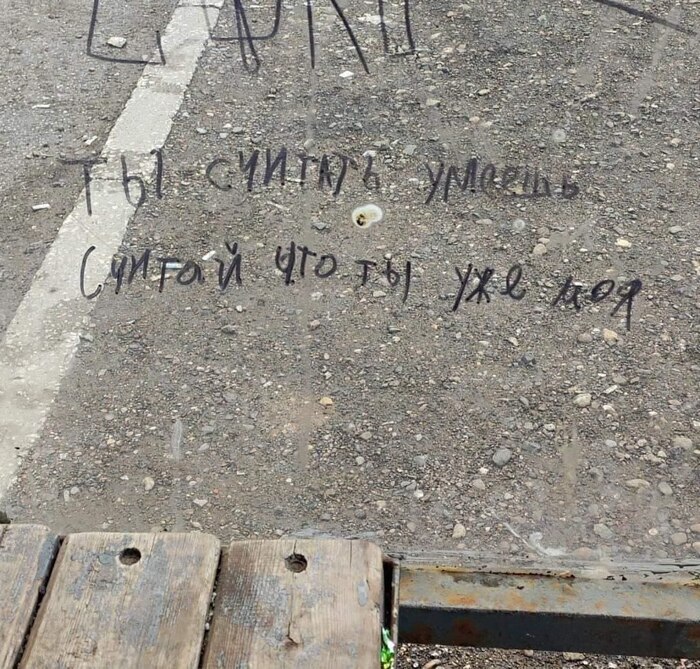 ты считать умеешь
Считай что ты уже моя